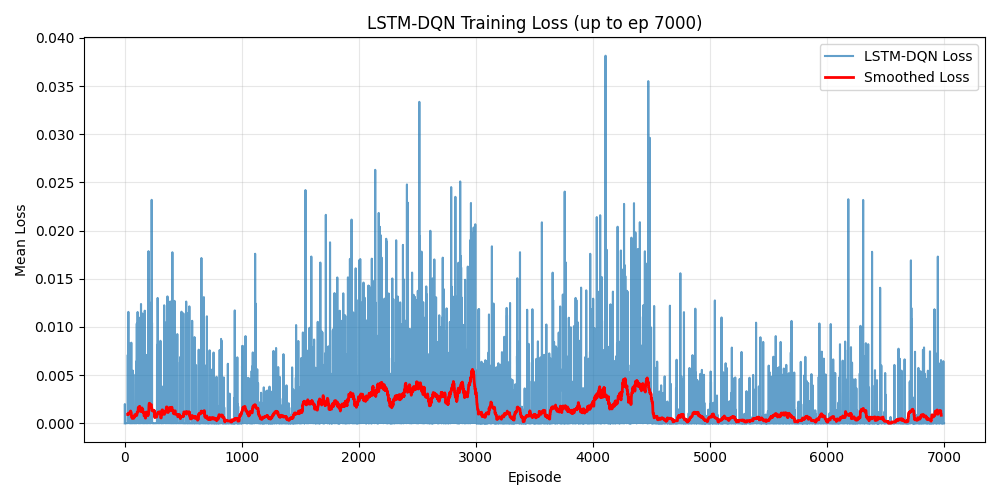 LSTM-DQN Training Loss (up to ep 7000)
LSTM-DQN Loss
Smoothed Loss
Mean Loss
0.040
0.035
0.030
0.025
0.020
0.015
0.010
0.005
0.000
0 1000 2000 3000 4000 5000 6000 7000
Episode